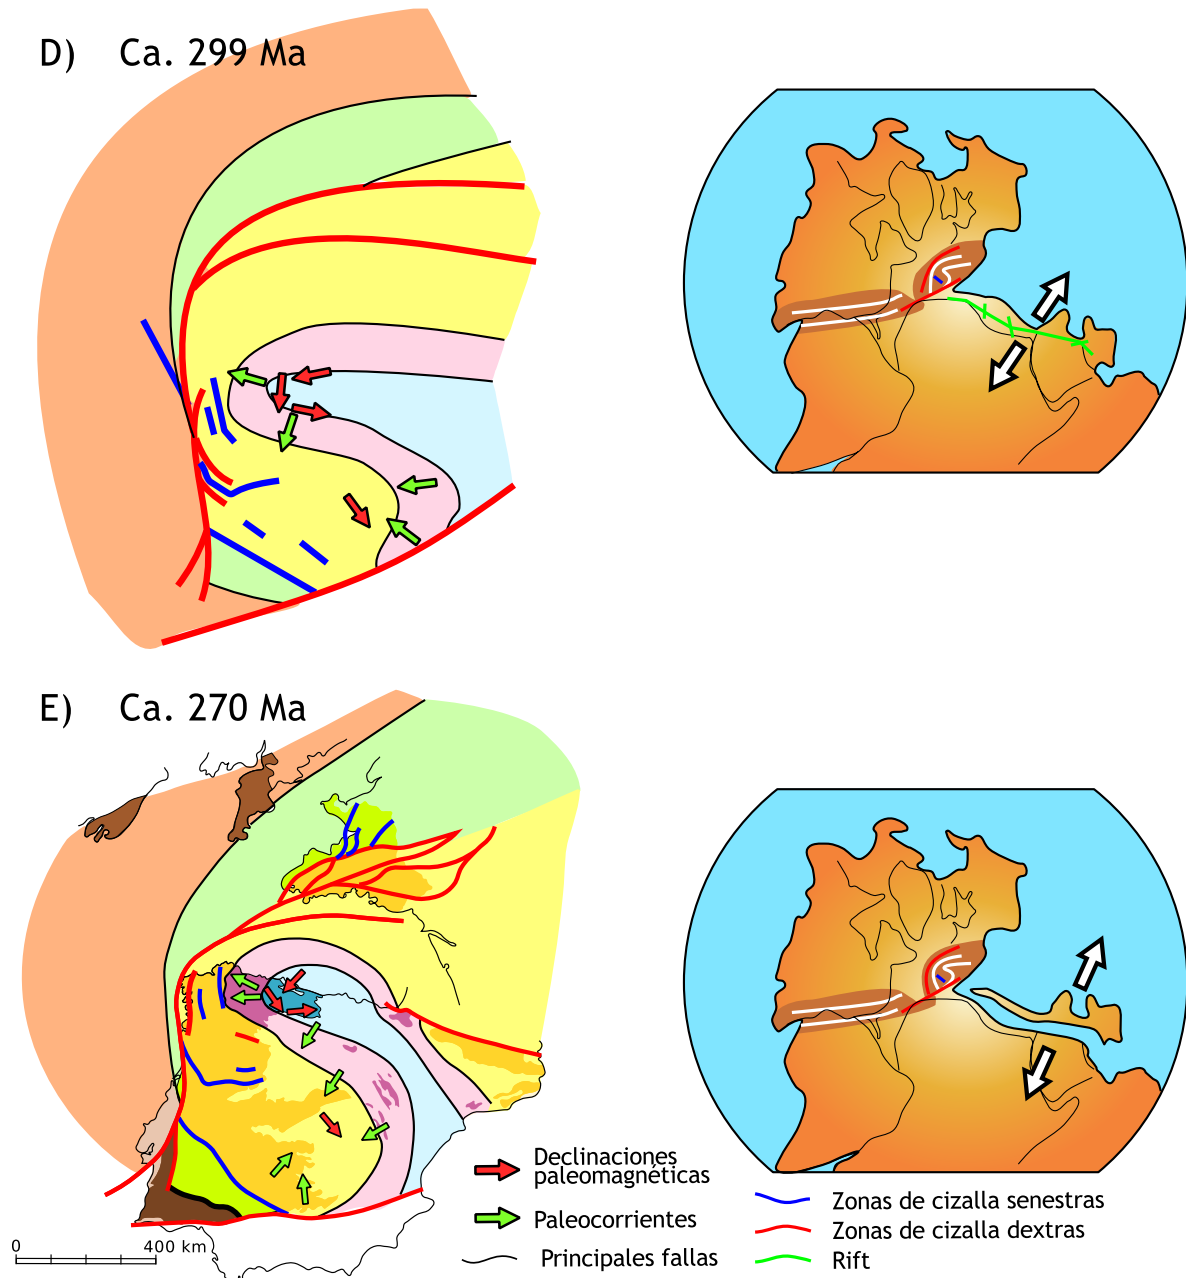 D) Ca. 299 Ma
E) Ca. 270 Ma
Declinaciones
paleomagnéticas
Paleocorrientes
Principales fallas
Zonas de cizalla senestras
Zonas de cizalla dextras
Rift
0 400 km